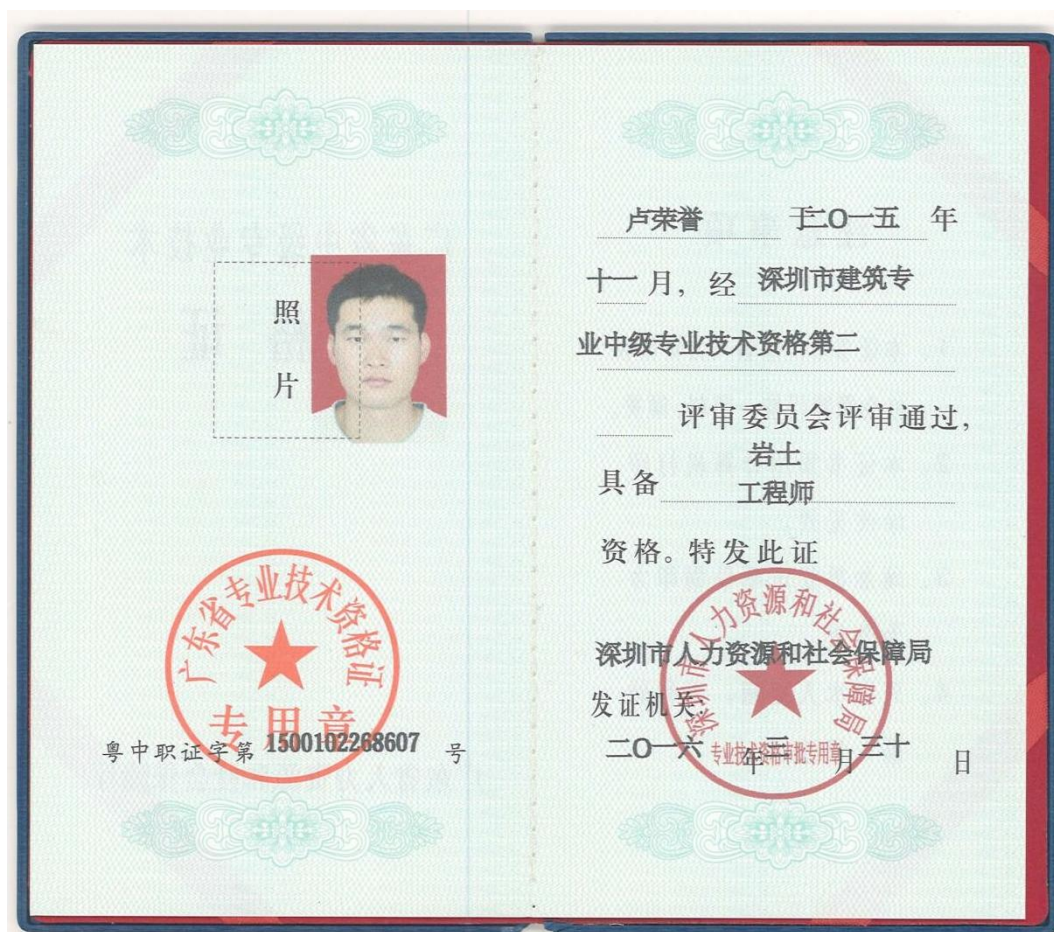 照
片
广东省专业技术资格证
专用章
粤中职证字第 1500102268607 号
卢荣誉 于二O一五 年
十一月，经 深圳市建筑专
业中级专业技术资格第二
评审委员会评审通过，
岩土
具备 工程师
资格。特发此证
深圳市人力资源和社会保障局
深圳市人力资源和社会保障局
发证机关：
专业技术资格审批专用章
二O一六 年 三 月 三十 日